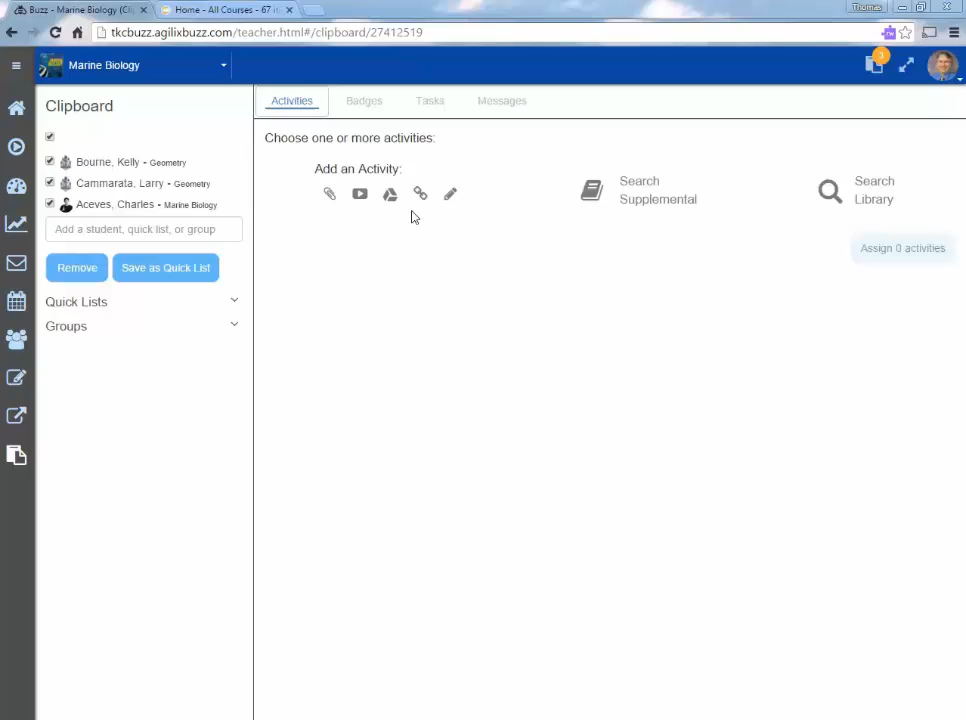 Buzz - Marine Biology (Cli
Home - All Courses - 67 i
Thomas
tkcbuzz.agilixbuzz.com/teacher.html#/clipboard/27412519
Marine Biology
3
Clipboard
Activities
Badges
Tasks
Messages
Choose one or more activities:
Bourne, Kelly - Geometry
Cammarata, Larry - Geometry
Aceves, Charles - Marine Biology
Add a student, quick list, or group
Remove
Save as Quick List
Quick Lists
Groups
Add an Activity:
Search
Supplemental
Search
Library
Assign 0 activities